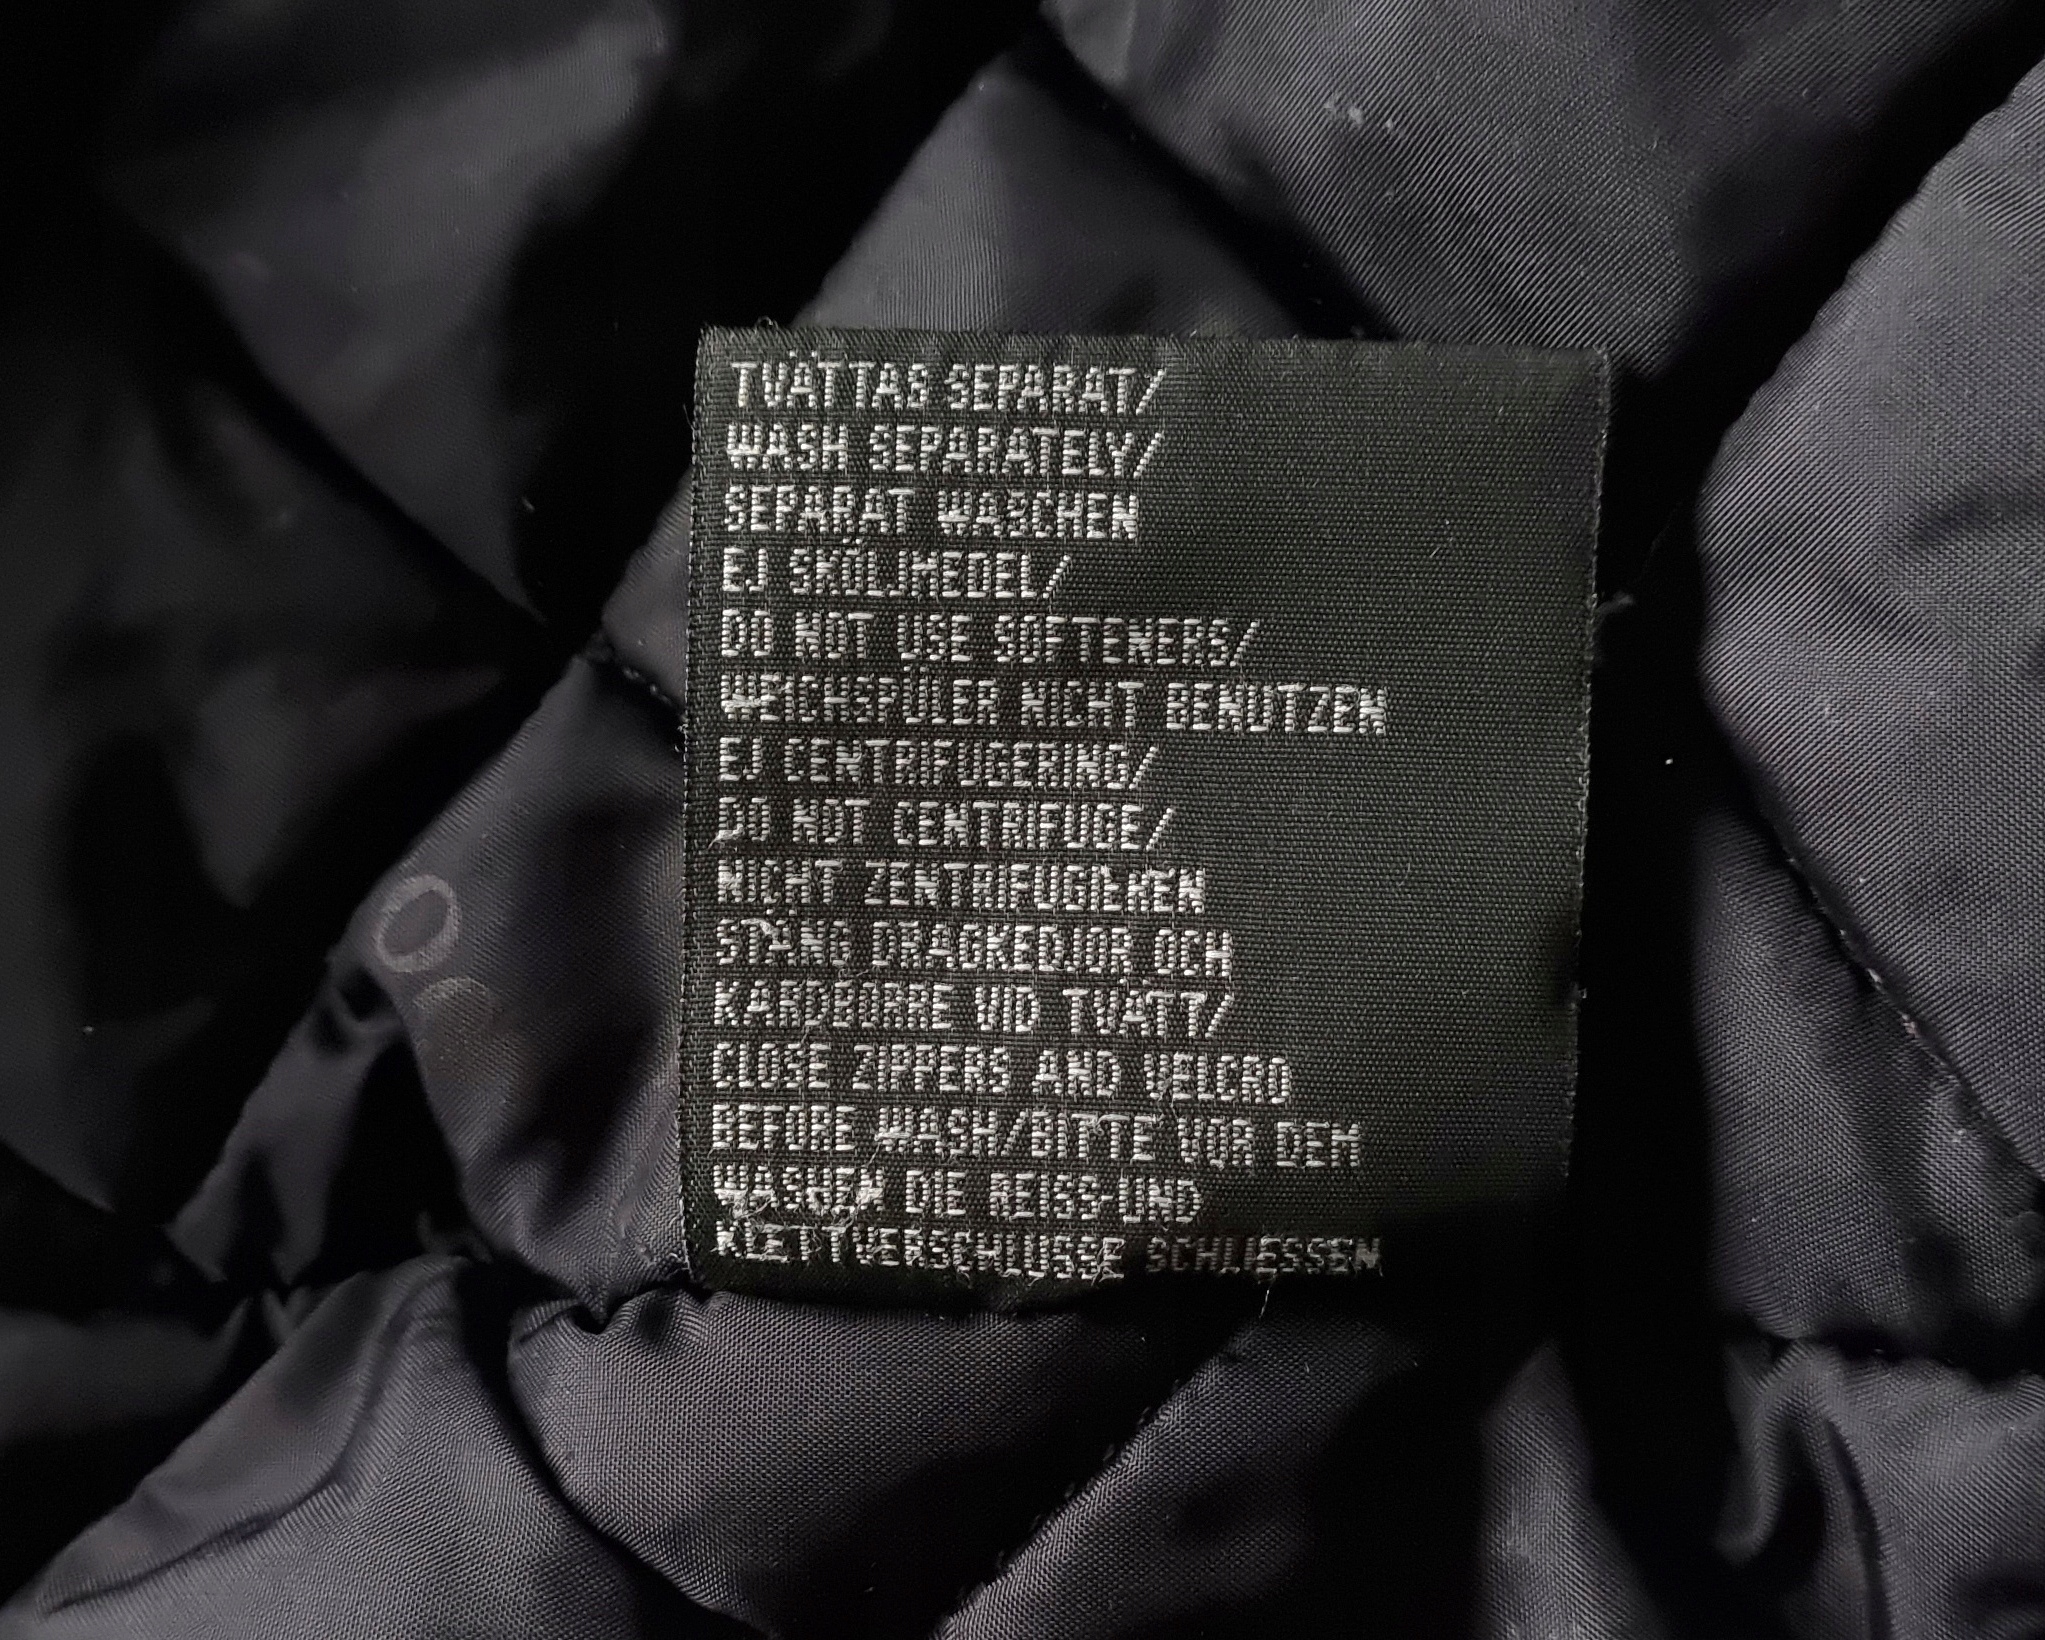 TVÄTTAS SEPARAT/
WASH SEPARATELY/
SEPARAT WASCHEN
EJ SKÖLJMEDEL/
DO NOT USE SOFTENERS/
WEICHSPÜLER NICHT BENUTZEN
EJ CENTRIFUGERING/
DO NOT CENTRIFUGE/
NICHT ZENTRIFUGIEREN
STÄNG DRAGKEDJOR OCH
KARDBORRE VID TVÄTT/
CLOSE ZIPPERS AND VELCRO
BEFORE WASH/BITTE VOR DEM
WASHEN DIE REISS-UND
KLETTVERSCHLUSSE SCHLIESSEN